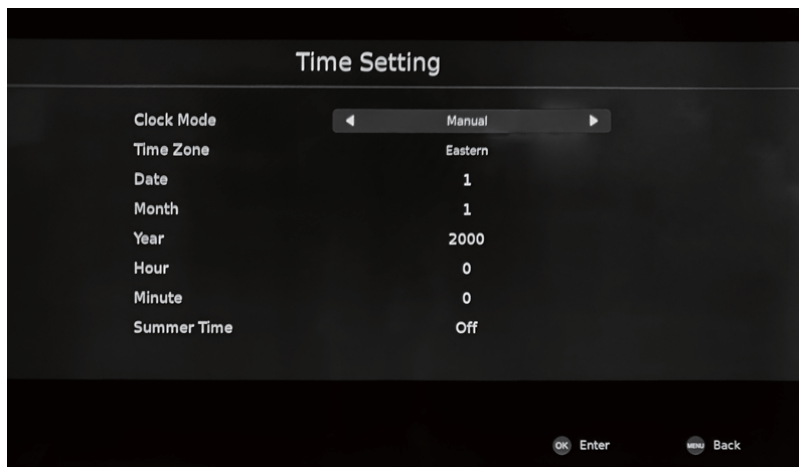 Time Setting
Clock Mode Manual
Time Zone Eastern
Date 1
Month 1
Year 2000
Hour 0
Minute 0
Summer Time Off
OK Enter MENU Back